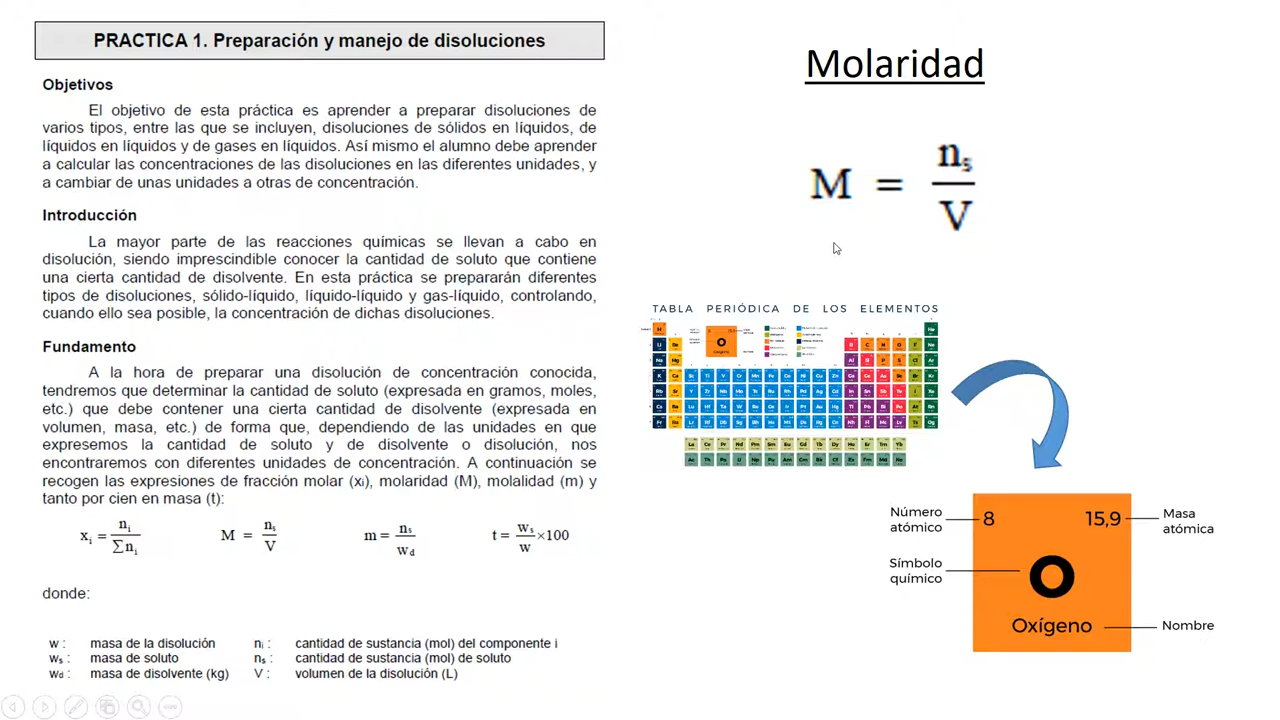 PRACTICA 1. Preparación y manejo de disoluciones
Objetivos
El objetivo de esta práctica es aprender a preparar disoluciones de
varios tipos, entre las que se incluyen, disoluciones de sólidos en líquidos, de
líquidos en líquidos y de gases en líquidos. Así mismo el alumno debe aprender
a calcular las concentraciones de las disoluciones en las diferentes unidades, y
a cambiar de unas unidades a otras de concentración.
Introducción
La mayor parte de las reacciones químicas se llevan a cabo en
disolución, siendo imprescindible conocer la cantidad de soluto que contiene
una cierta cantidad de disolvente. En esta práctica se prepararán diferentes
tipos de disoluciones, sólido-líquido, líquido-líquido y gas-líquido, controlando,
cuando ello sea posible, la concentración de dichas disoluciones.
Fundamento
A la hora de preparar una disolución de concentración conocida,
tendremos que determinar la cantidad de soluto (expresada en gramos, moles,
etc.) que debe contener una cierta cantidad de disolvente (expresada en
volumen, masa, etc.) de forma que, dependiendo de las unidades en que
expresemos la cantidad de soluto y de disolvente o disolución, nos
encontraremos con diferentes unidades de concentración. A continuación se
recogen las expresiones de fracción molar (xᵢ), molaridad (M), molalidad (m) y
tanto por cien en masa (t):
xᵢ = nᵢ / ∑nᵢ   M = nₛ / V   m = nₛ / w_d   t = wₛ / w ×100
donde:
w : masa de la disolución nᵢ : cantidad de sustancia (mol) del componente i
wₛ : masa de soluto nₛ : cantidad de sustancia (mol) de soluto
w_d : masa de disolvente (kg) V : volumen de la disolución (L)
Molaridad
M = nₛ / V
TABLA PERIÓDICA DE LOS ELEMENTOS
O
Oxígeno
Número
atómico
8
15,9
Masa
atómica
Símbolo
químico
O
Oxígeno
Nombre